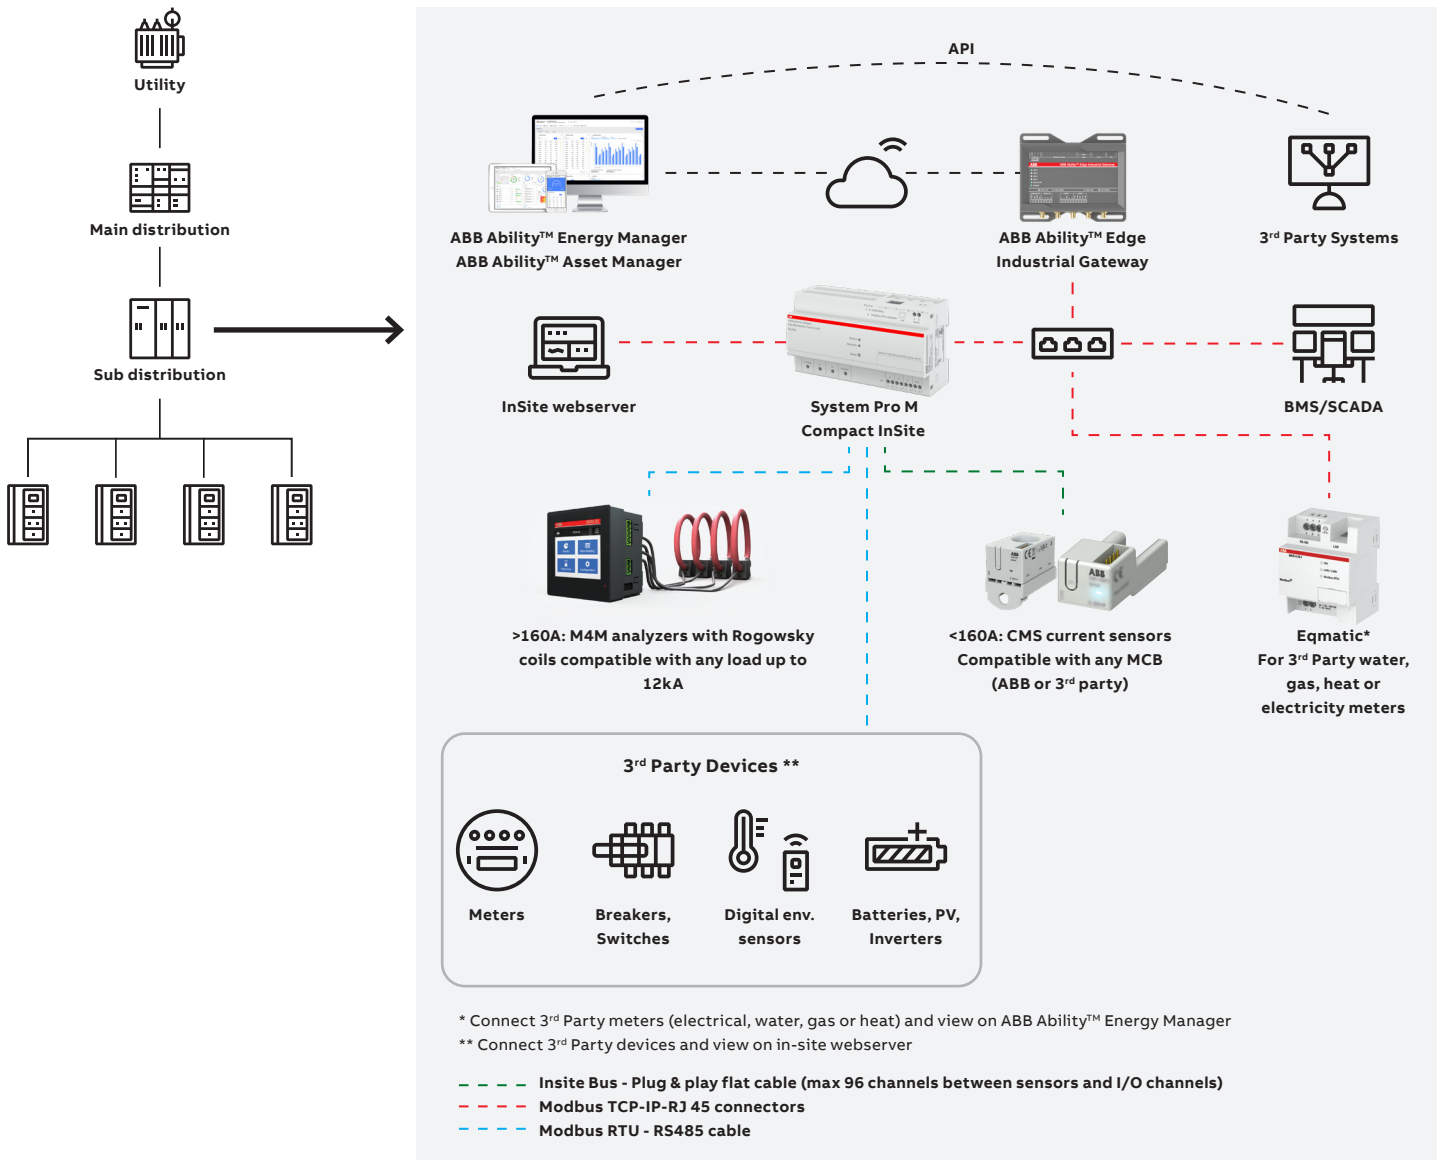 Utility
Main distribution
Sub distribution
API
ABB Ability™ Energy Manager
ABB Ability™ Asset Manager
ABB Ability™ Edge
Industrial Gateway
3rd Party Systems
InSite webserver
System Pro M
Compact InSite
BMS/SCADA
>160A: M4M analyzers with Rogowsky
coils compatible with any load up to
12kA
ABB
ABB
<160A: CMS current sensors
Compatible with any MCB
(ABB or 3rd party)
Eqmatic*
For 3rd Party water,
gas, heat or
electricity meters
3rd Party Devices **
Meters
Breakers,
Switches
Digital env.
sensors
Batteries, PV,
Inverters
* Connect 3rd Party meters (electrical, water, gas or heat) and view on ABB Ability™ Energy Manager
** Connect 3rd Party devices and view on in-site webserver
Insite Bus - Plug & play flat cable (max 96 channels between sensors and I/O channels)
Modbus TCP-IP-RJ 45 connectors
Modbus RTU - RS485 cable